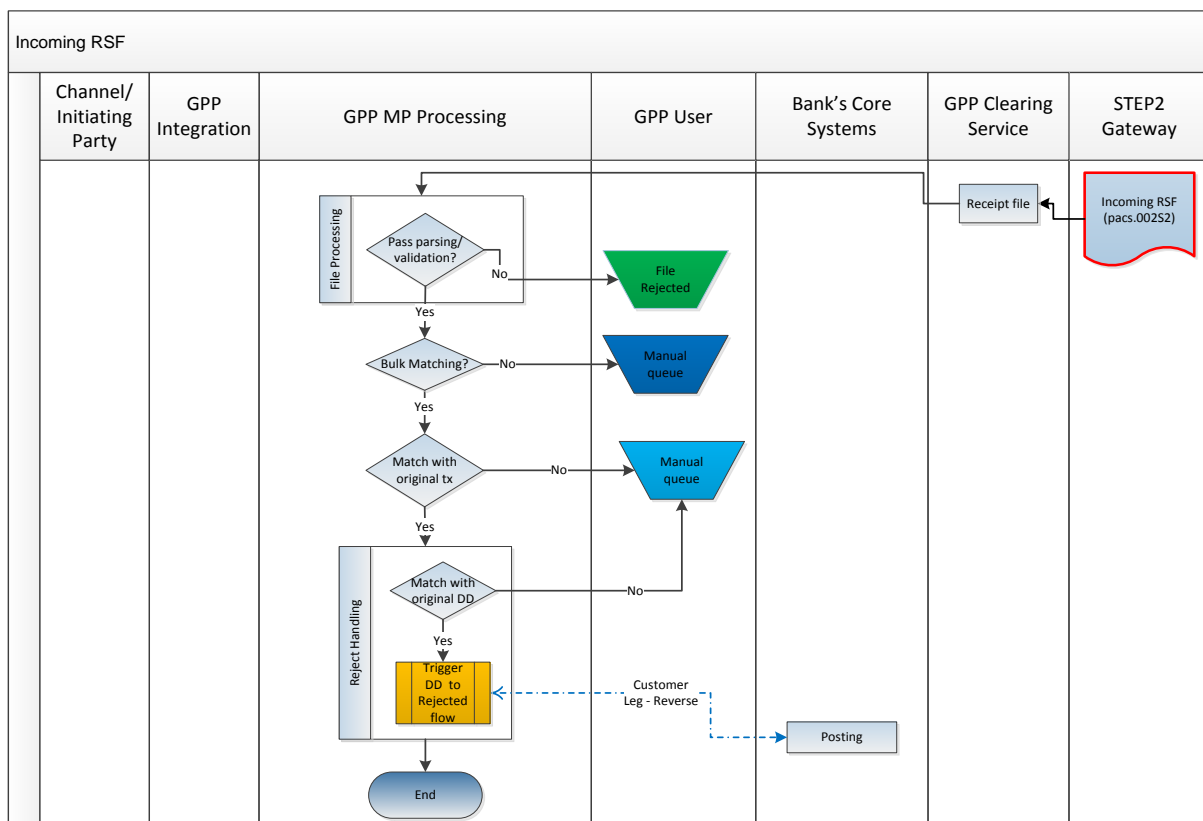 Incoming RSF
Channel/
Initiating
Party
GPP
Integration
GPP MP Processing
GPP User
Bank's Core
Systems
GPP Clearing
Service
STEP2
Gateway
Incoming RSF
(pacs.002S2)
Receipt file
File Processing
Pass parsing/
validation?
No
File
Rejected
Yes
Bulk Matching?
No
Manual
queue
Yes
Match with
original tx
No
Manual
queue
Yes
Reject Handling
Match with
original DD
No
Yes
Trigger
DD to
Rejected
flow
Customer
Leg - Reverse
Posting
End